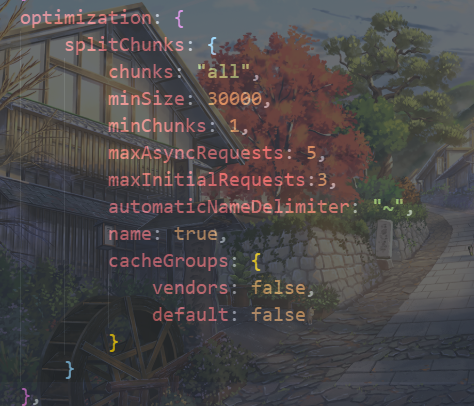 optimization: {
splitChunks: {
chunks: "all",
minSize: 30000,
minChunks: 1,
maxAsyncRequests: 5,
maxInitialRequests:3,
automaticNameDelimiter: "~",
name: true,
cacheGroups: {
vendors: false,
default: false
}
}
},